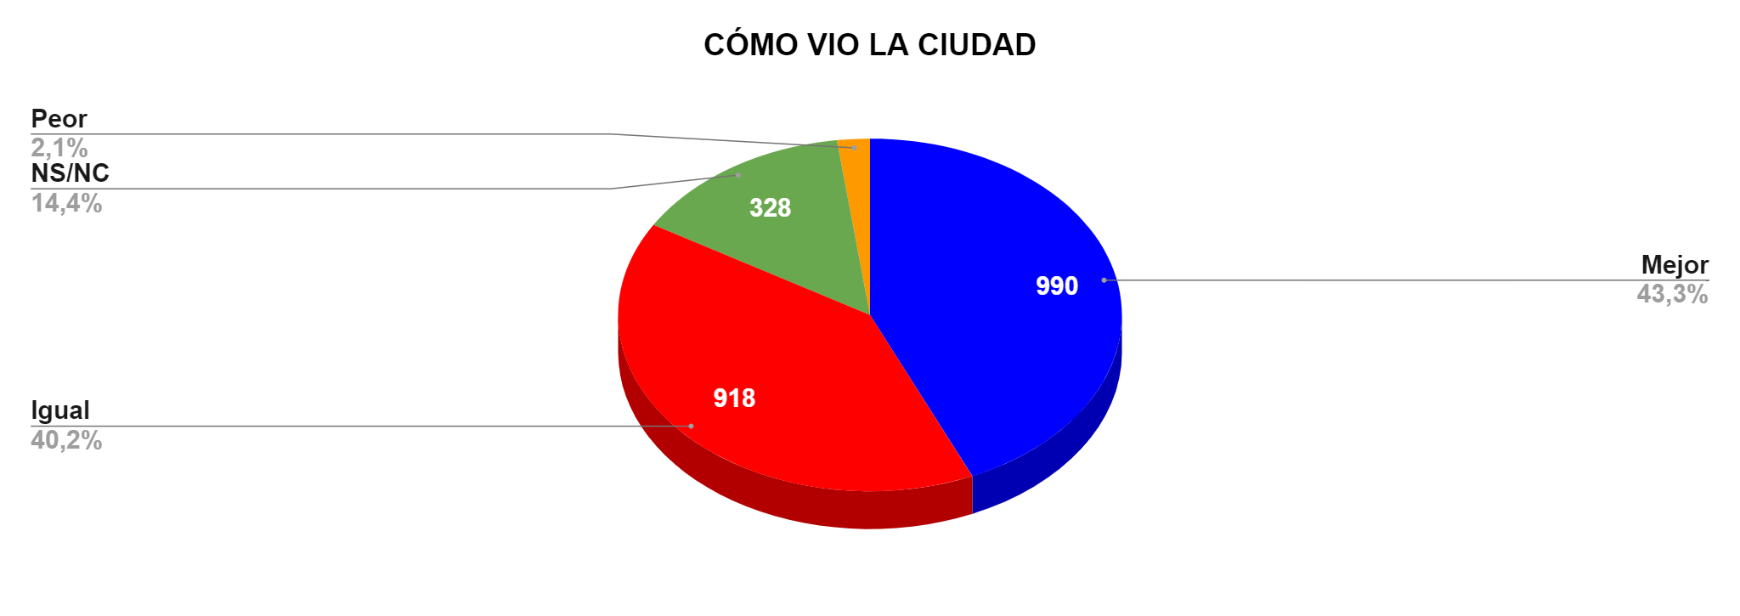 CÓMO VIO LA CIUDAD
Peor
2,1%
NS/NC
14,4%
328
990
Mejor
43,3%
918
Igual
40,2%